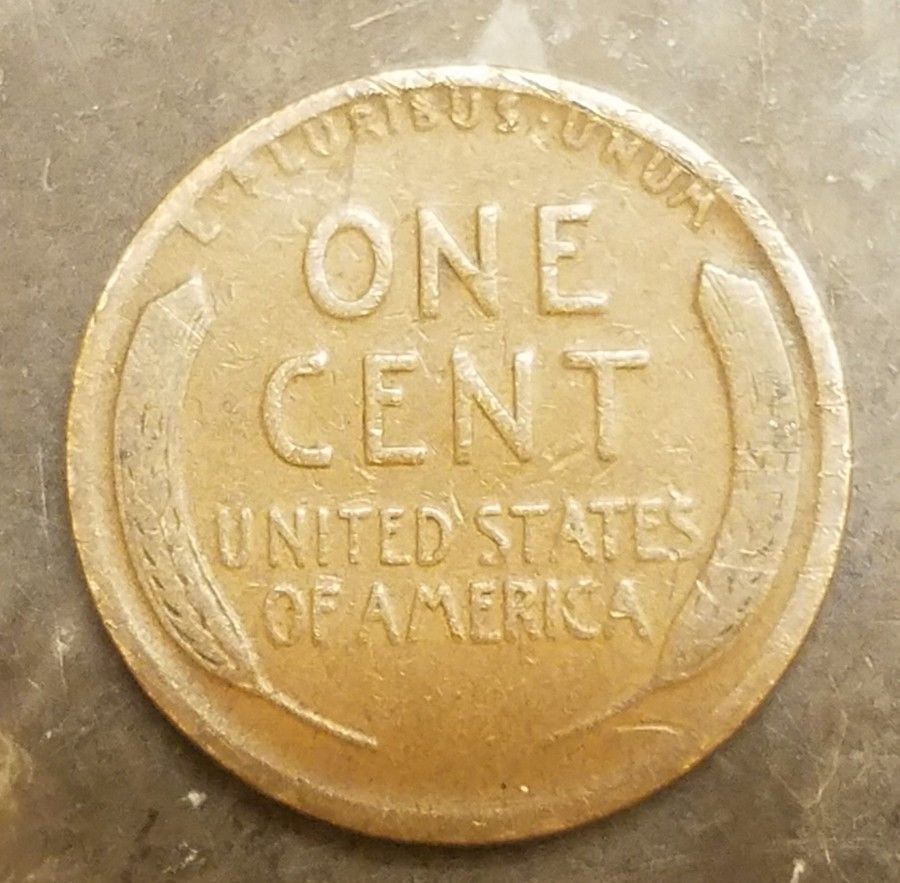 E·PLURIBUS·UNUM
ONE
CENT
UNITED STATES
OF AMERICA